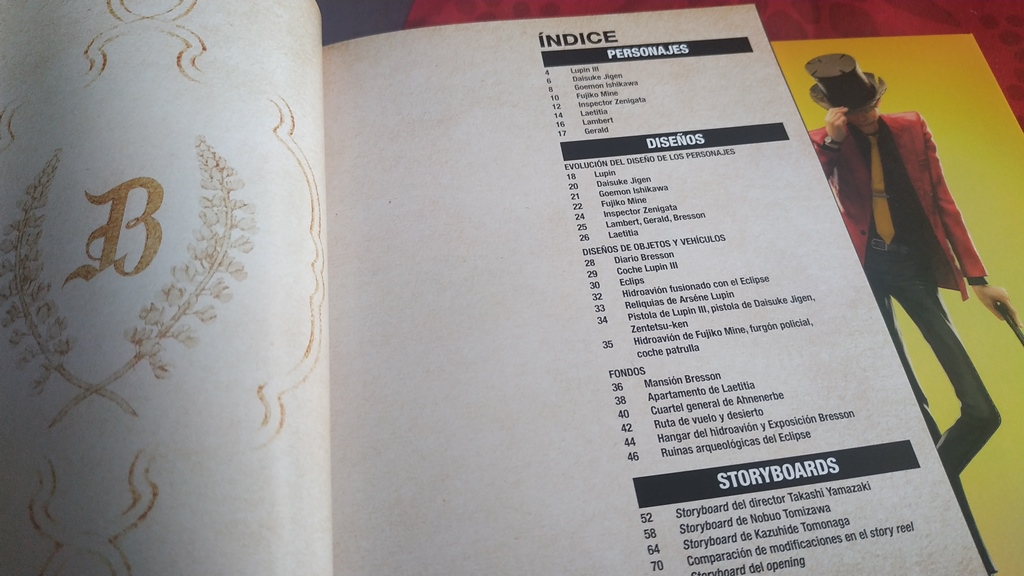 B
ÍNDICE
PERSONAJES
4 Lupin III
6 Daisuke Jigen
8 Goemon Ishikawa
10 Fujiko Mine
12 Inspector Zenigata
14 Laetitia
16 Lambert
17 Gerald
DISEÑOS
EVOLUCIÓN DEL DISEÑO DE LOS PERSONAJES
18 Lupin
20 Daisuke Jigen
21 Goemon Ishikawa
22 Fujiko Mine
24 Inspector Zenigata
25 Lambert, Gerald, Bresson
26 Laetitia
DISEÑOS DE OBJETOS Y VEHÍCULOS
28 Diario Bresson
29 Coche Lupin III
30 Eclips
32 Hidroavión fusionado con el Eclipse
33 Reliquias de Arséne Lupin
34 Pistola de Lupin III, pistola de Daisuke Jigen,
Zentetsu-ken
35 Hidroavión de Fujiko Mine, furgón policial,
coche patrulla
FONDOS
36 Mansión Bresson
38 Apartamento de Laetitia
40 Cuartel general de Ahnenerbe
42 Ruta de vuelo y desierto
44 Hangar del hidroavión y Exposición Bresson
46 Ruinas arqueológicas del Eclipse
STORYBOARDS
52 Storyboard del director Takashi Yamazaki
58 Storyboard de Nobuo Tomizawa
64 Storyboard de Kazuhide Tomonaga
70 Comparación de modificaciones en el story reel
Storyboard del opening